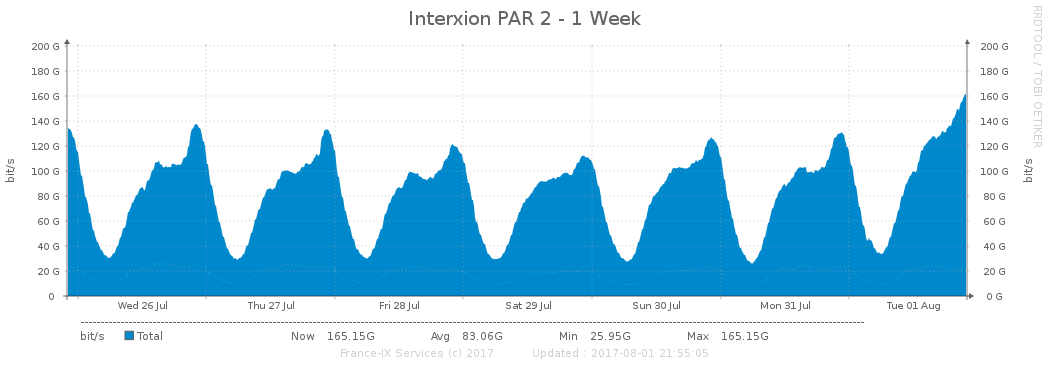 Interxion PAR 2 - 1 Week
RRDTOOL / TOBI OETIKER
200 G 200 G
180 G 180 G
160 G 160 G
140 G 140 G
120 G 120 G
100 G 100 G
80 G 80 G
60 G 60 G
40 G 40 G
20 G 20 G
0 0 G
bit/s bit/s
Wed 26 Jul Thu 27 Jul Fri 28 Jul Sat 29 Jul Sun 30 Jul Mon 31 Jul Tue 01 Aug
bit/s Total Now 165.15G Avg 83.06G Min 25.95G Max 165.15G
France-IX Services (c) 2017 Updated : 2017-08-01 21:55:05